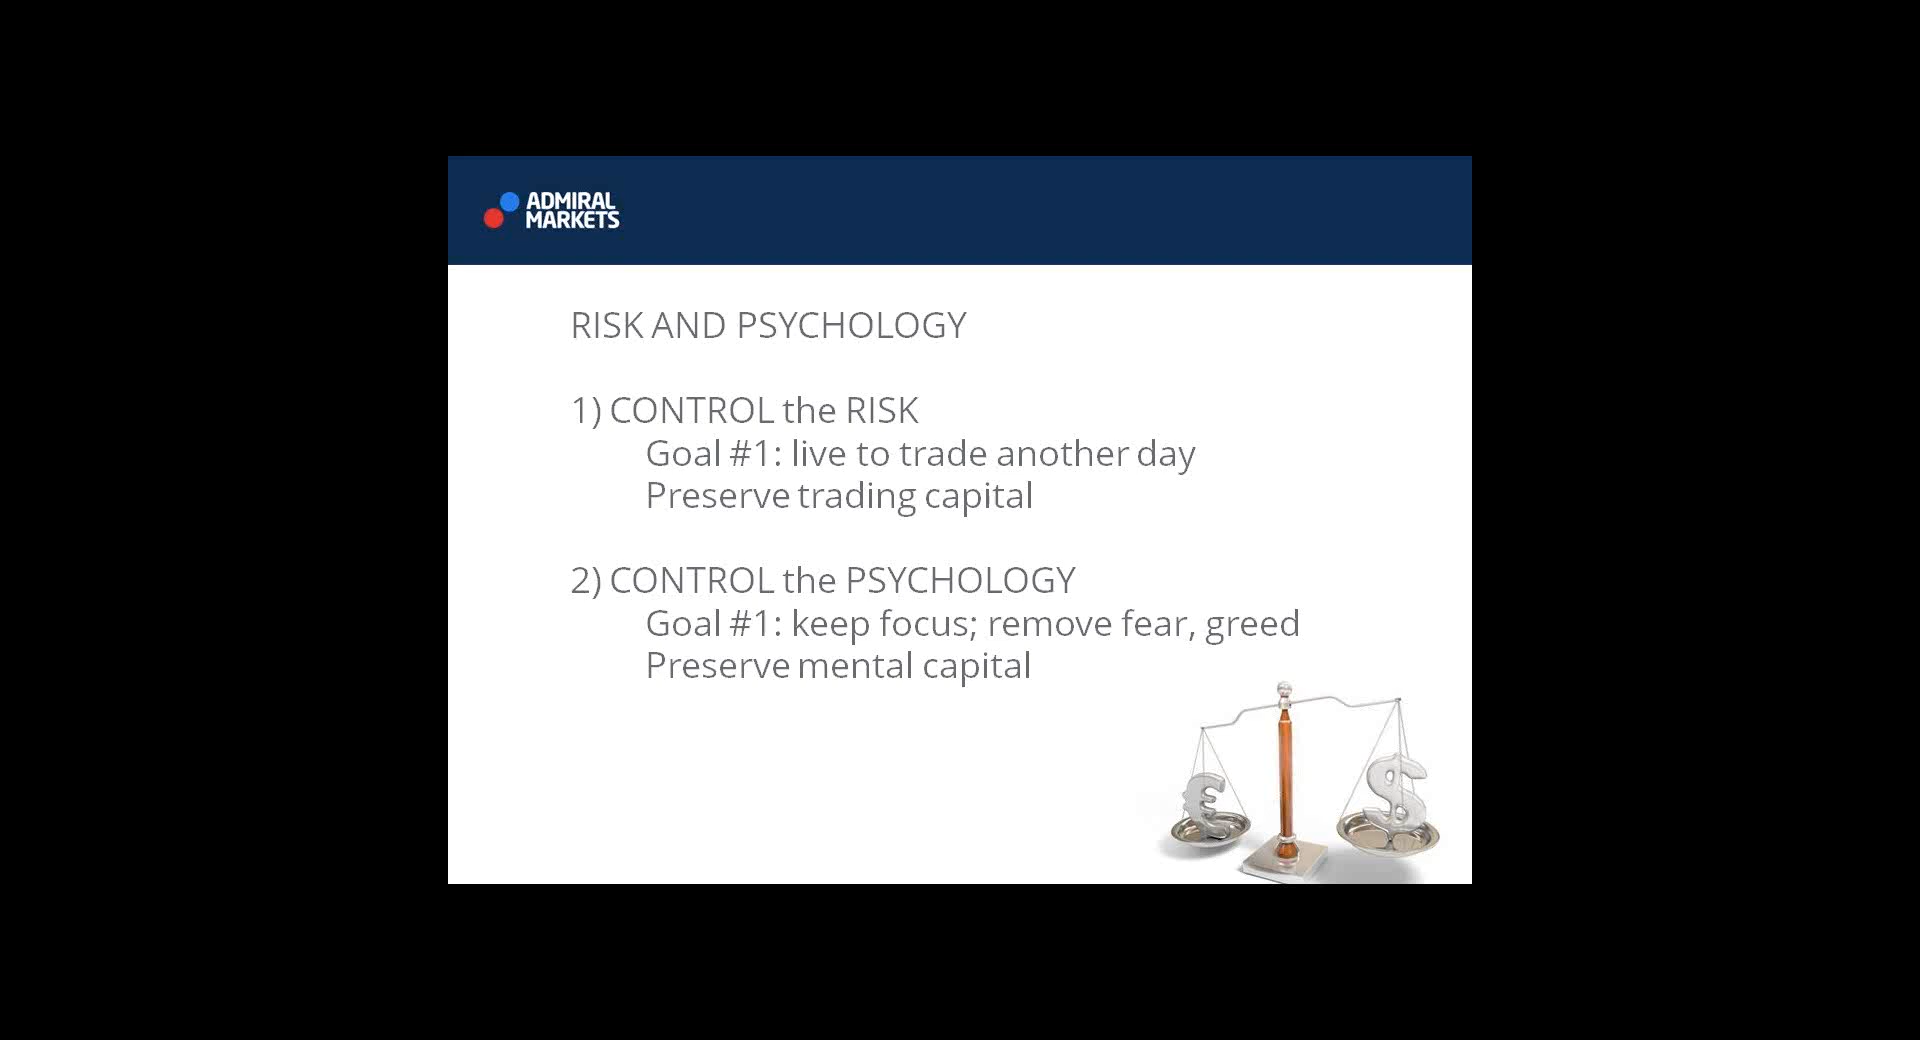 ADMIRAL
MARKETS
RISK AND PSYCHOLOGY
1) CONTROL the RISK
Goal #1: live to trade another day
Preserve trading capital
2) CONTROL the PSYCHOLOGY
Goal #1: keep focus; remove fear, greed
Preserve mental capital
€
$